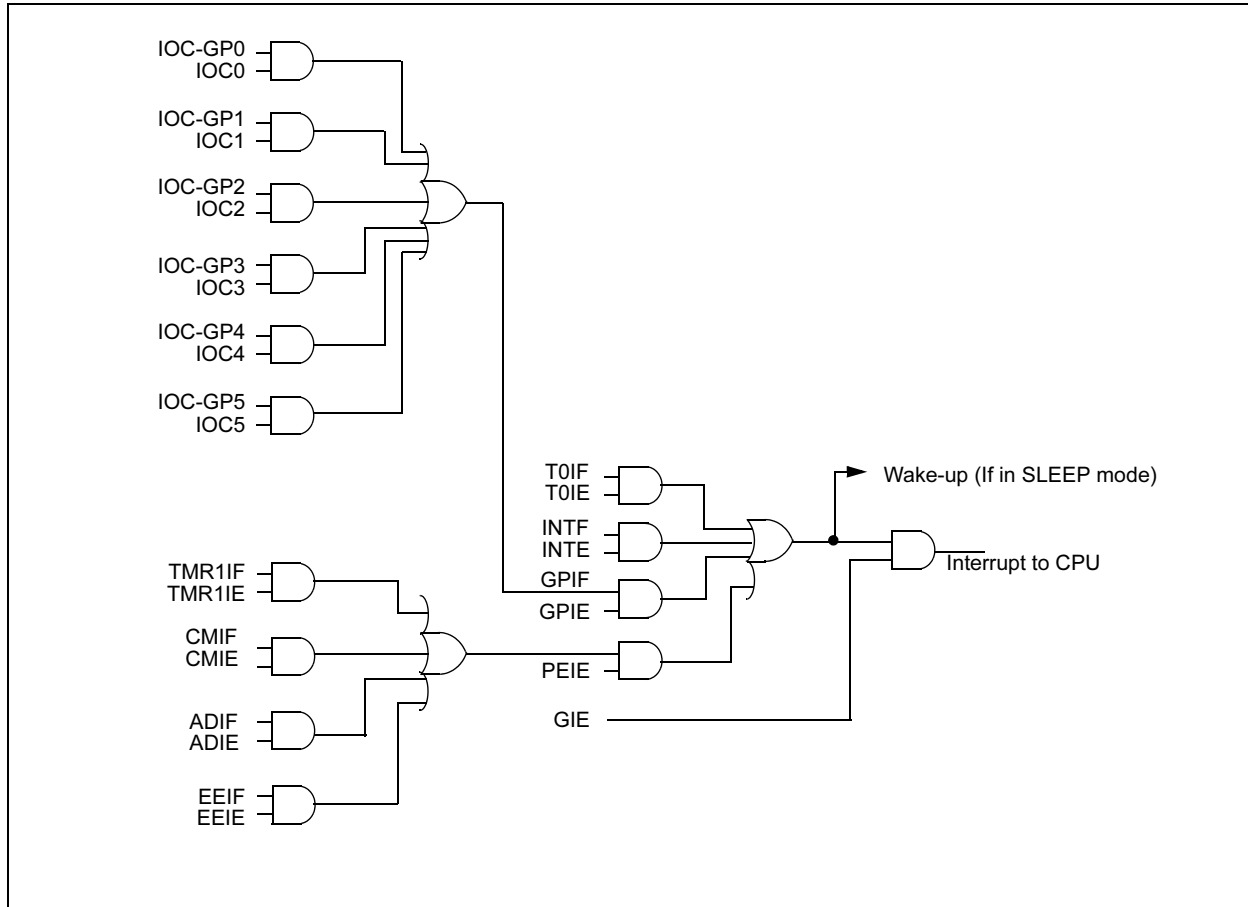 IOC-GP0
IOC0
IOC-GP1
IOC1
IOC-GP2
IOC2
IOC-GP3
IOC3
IOC-GP4
IOC4
IOC-GP5
IOC5
T0IF
T0IE
Wake-up (If in SLEEP mode)
INTF
INTE
Interrupt to CPU
GPIF
GPIE
PEIE
GIE
TMR1IF
TMR1IE
CMIF
CMIE
ADIF
ADIE
EEIF
EEIE